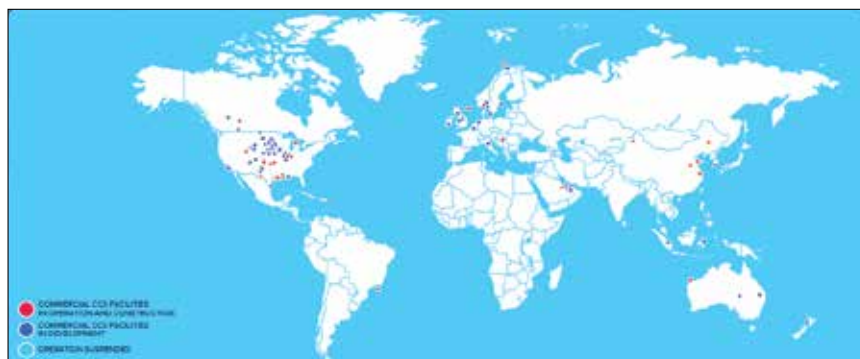 COMMERCIAL CCS FACILITIES
IN OPERATION AND CONSTRUCTION
COMMERCIAL CCS FACILITIES
IN DEVELOPMENT
OPERATION SUSPENDED